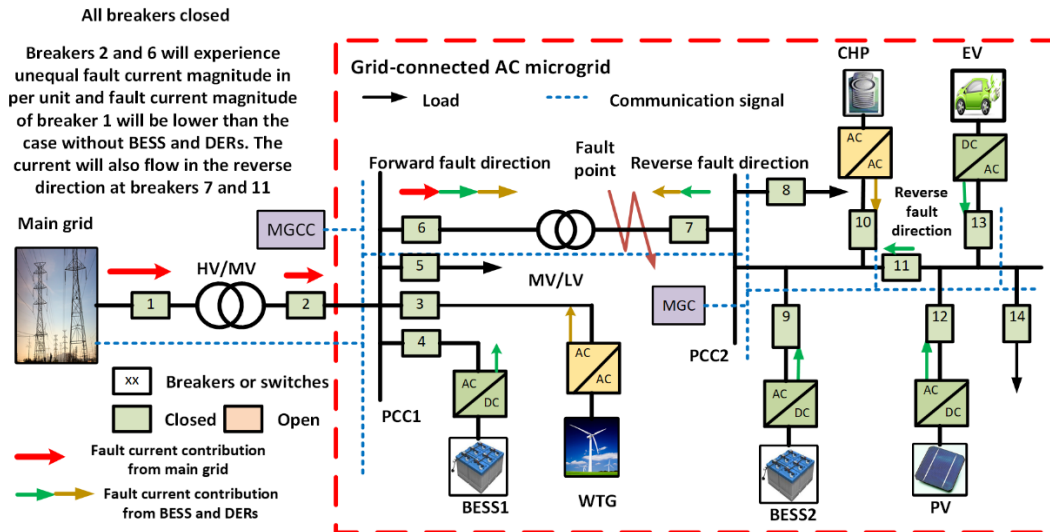 All breakers closed
Breakers 2 and 6 will experience
unequal fault current magnitude in
per unit and fault current magnitude
of breaker 1 will be lower than the
case without BESS and DERs. The
current will also flow in the reverse
direction at breakers 7 and 11
Grid-connected AC microgrid
Load
Communication signal
CHP
EV
AC
AC
DC
AC
Forward fault direction
Fault
point
Reverse fault direction
8
10
Reverse
fault
direction
13
Main grid
MGCC
6
7
11
HV/MV
5
MV/LV
1
2
3
MGC
9
12
14
4
PCC2
xx
Breakers or switches
AC
DC
AC
AC
AC
DC
AC
DC
Closed
Open
PCC1
Fault current contribution
from main grid
Fault current contribution
from BESS and DERs
BESS1
WTG
BESS2
PV